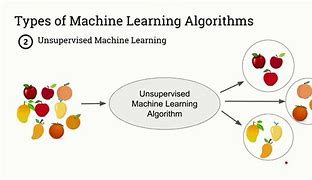 Types of Machine Learning Algorithms
2 Unsupervised Machine Learning
Unsupervised
Machine Learning
Algorithm